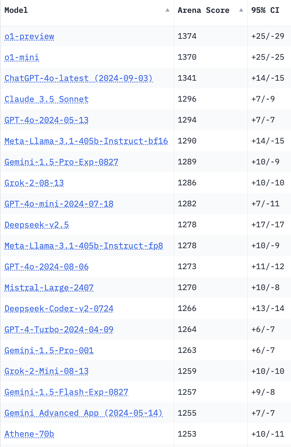 Model Arena Score 95% CI
o1-preview 1374 +25/-29
o1-mini 1370 +25/-25
ChatGPT-4o-latest (2024-09-03) 1341 +14/-15
Claude 3.5 Sonnet 1296 +7/-9
GPT-4o-2024-05-13 1294 +7/-7
Meta-Llama-3.1-405b-Instruct-bf16 1290 +14/-15
Gemini-1.5-Pro-Exp-0827 1289 +10/-9
Grok-2-08-13 1286 +10/-10
GPT-4o-mini-2024-07-18 1282 +7/-11
Deepseek-v2.5 1278 +17/-17
Meta-Llama-3.1-405b-Instruct-fp8 1278 +10/-9
GPT-4o-2024-08-06 1273 +11/-12
Mistral-Large-2407 1270 +10/-8
Deepseek-Coder-v2-0724 1266 +13/-14
GPT-4-Turbo-2024-04-09 1264 +6/-7
Gemini-1.5-Pro-001 1263 +6/-7
Grok-2-Mini-08-13 1259 +10/-10
Gemini-1.5-Flash-Exp-0827 1257 +9/-8
Gemini Advanced App (2024-05-14) 1255 +7/-7
Athene-70b 1253 +10/-11